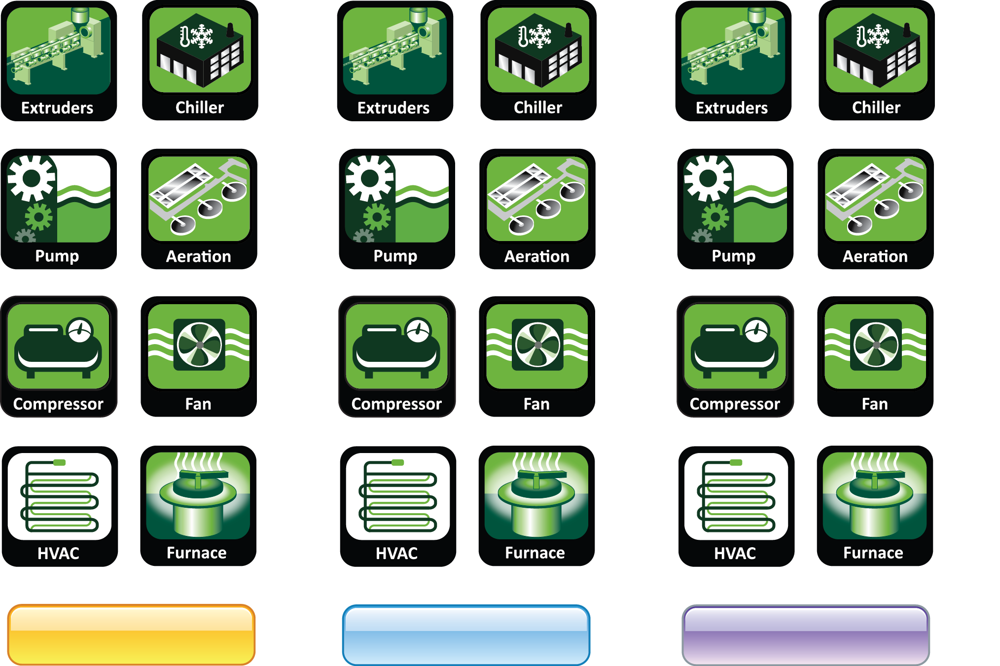 Extruders
Chiller
Extruders
Chiller
Extruders
Chiller
Pump
Aeration
Pump
Aeration
Pump
Aeration
Compressor
Fan
Compressor
Fan
Compressor
Fan
HVAC
Furnace
HVAC
Furnace
HVAC
Furnace